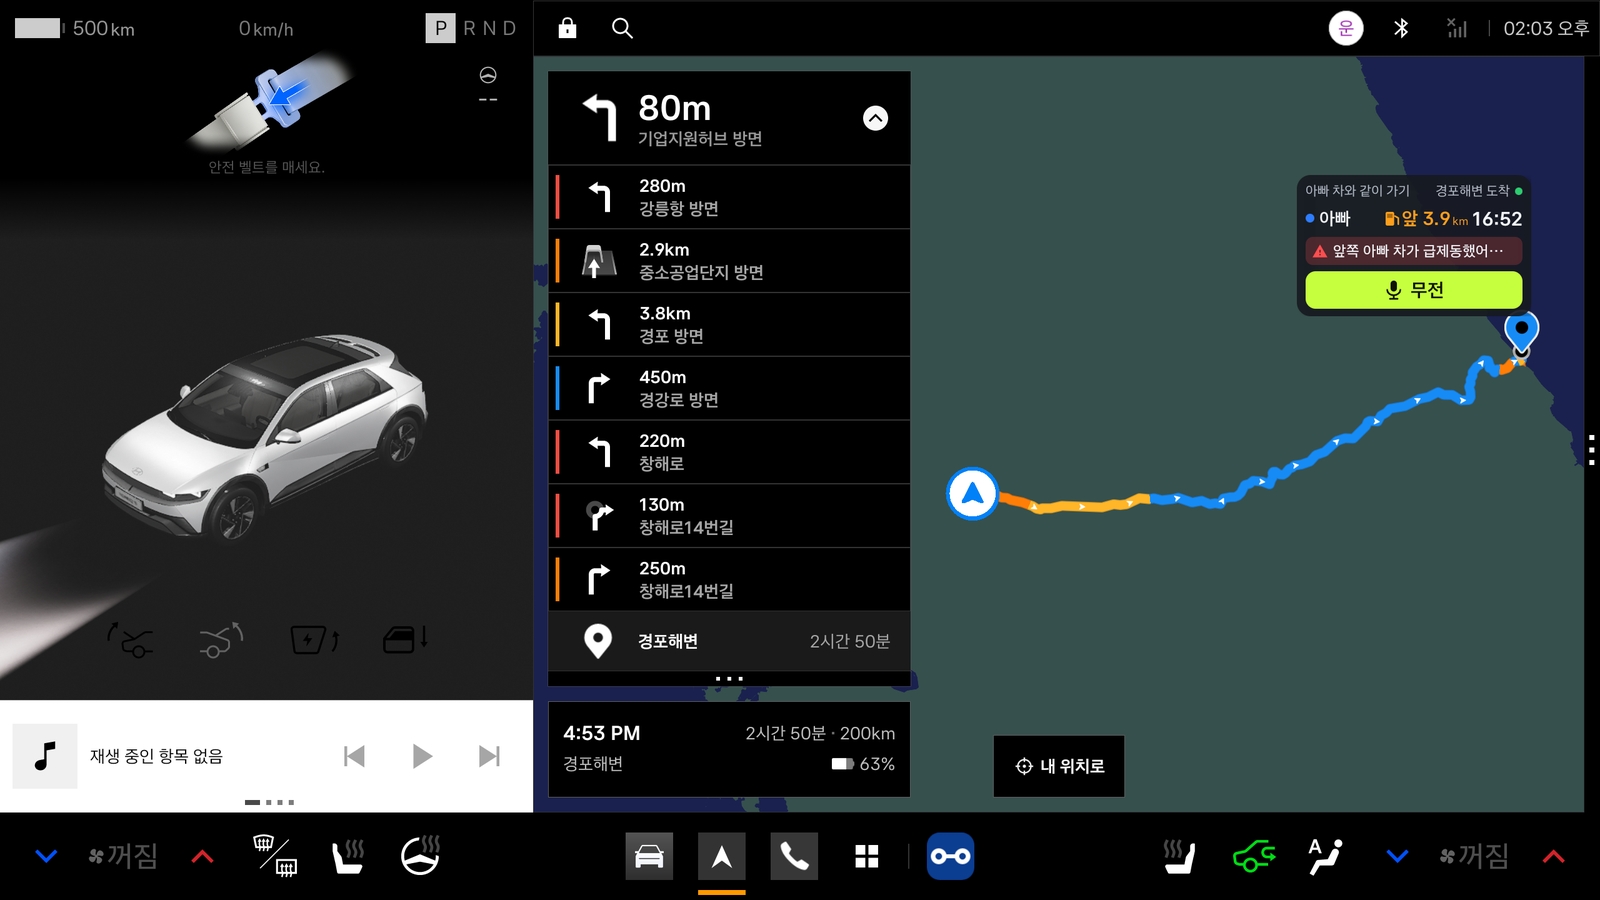 500 km
0 km/h
P R N D
안전 벨트를 매세요.
재생 중인 항목 없음
꺼짐
운
02:03 오후
80m
기업지원허브 방면
280m
강릉항 방면
2.9km
중소공업단지 방면
3.8km
경포 방면
450m
경강로 방면
220m
창해로
130m
창해로14번길
250m
창해로14번길
경포해변 2시간 50분
4:53 PM 2시간 50분 · 200km
경포해변 63%
아빠 차와 같이 가기 경포해변 도착
아빠 앞 3.9 km 16:52
앞쪽 아빠 차가 급제동했어…
무전
내 위치로
A
꺼짐